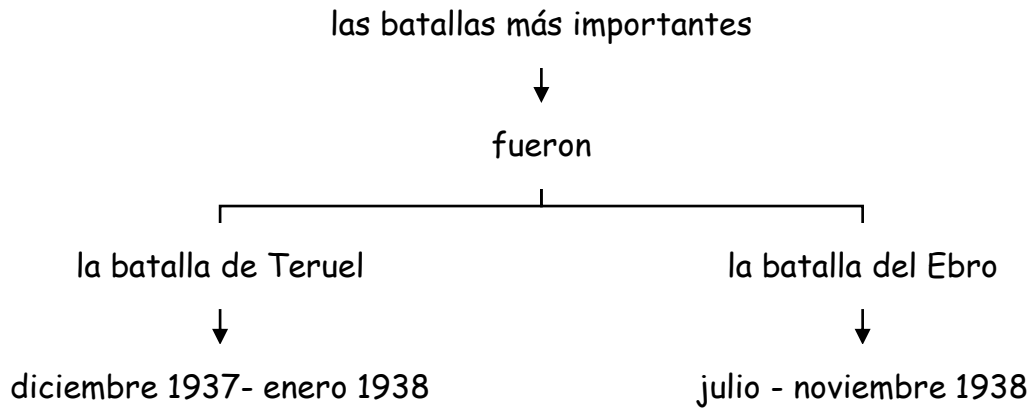 las batallas más importantes
fueron
la batalla de Teruel
la batalla del Ebro
diciembre 1937- enero 1938
julio - noviembre 1938